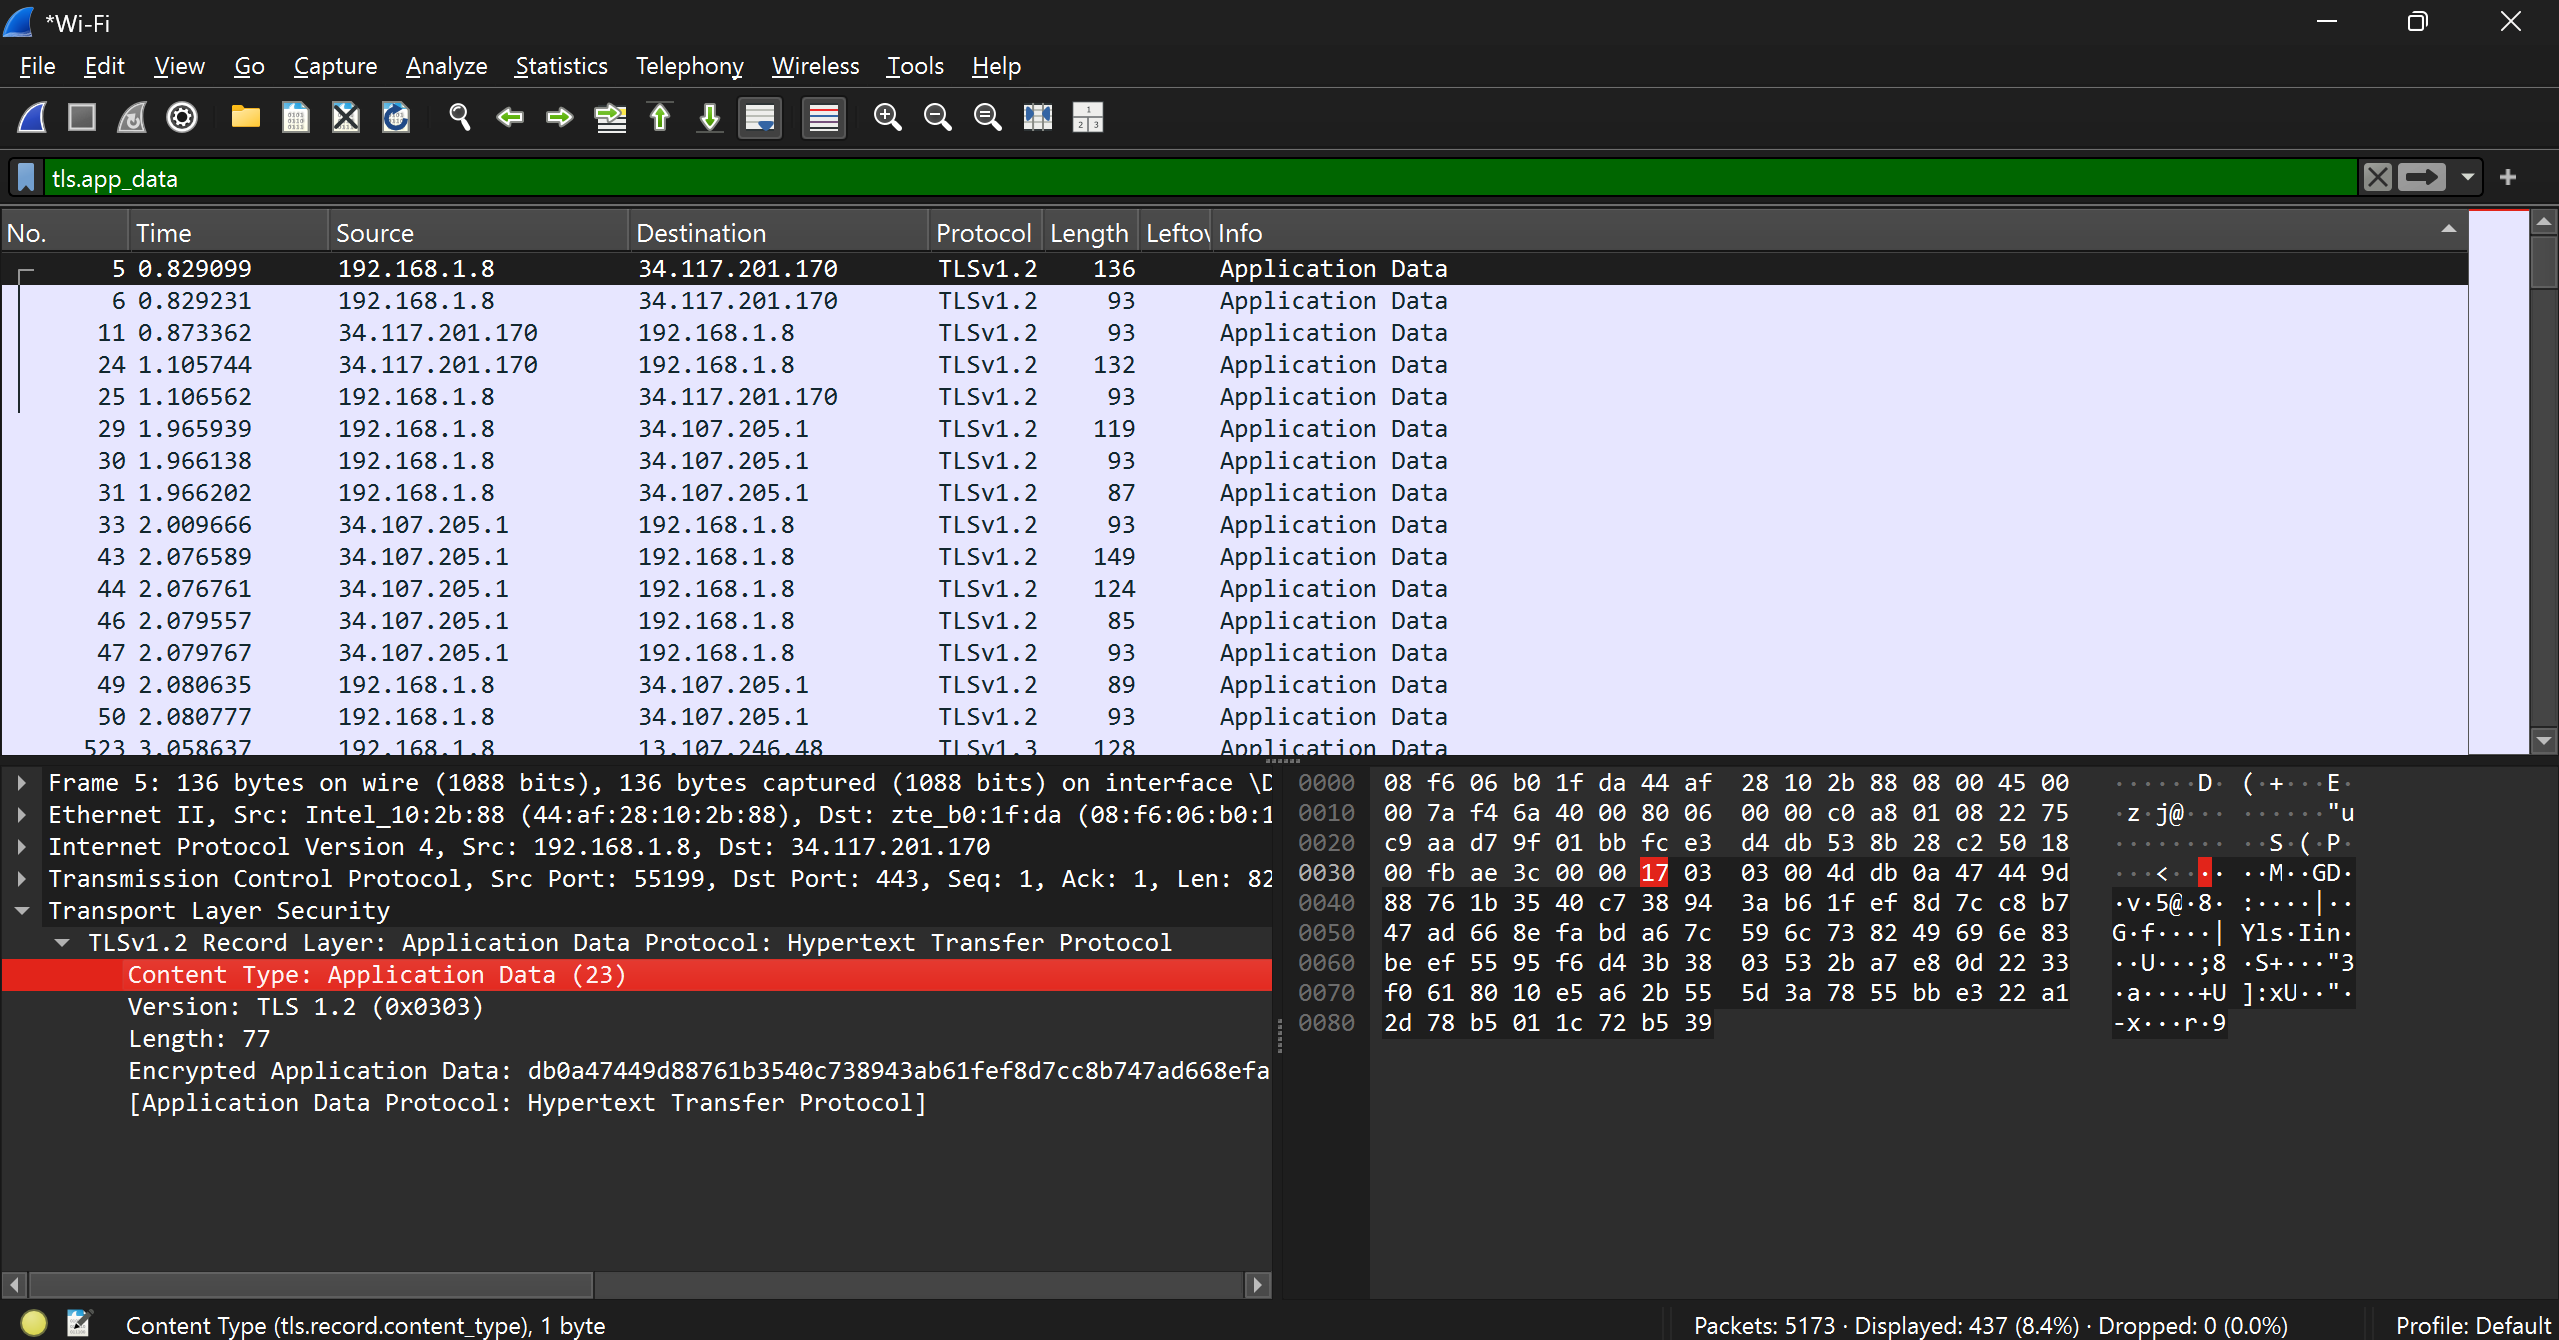 *Wi-Fi
File Edit View Go Capture Analyze Statistics Telephony Wireless Tools Help
tls.app_data
No. Time Source Destination Protocol Length Leftov Info
5 0.829099 192.168.1.8 34.117.201.170 TLSv1.2 136 Application Data
6 0.829231 192.168.1.8 34.117.201.170 TLSv1.2 93 Application Data
11 0.873362 34.117.201.170 192.168.1.8 TLSv1.2 93 Application Data
24 1.105744 34.117.201.170 192.168.1.8 TLSv1.2 132 Application Data
25 1.106562 192.168.1.8 34.117.201.170 TLSv1.2 93 Application Data
29 1.965939 192.168.1.8 34.107.205.1 TLSv1.2 119 Application Data
30 1.966138 192.168.1.8 34.107.205.1 TLSv1.2 93 Application Data
31 1.966202 192.168.1.8 34.107.205.1 TLSv1.2 87 Application Data
33 2.009666 34.107.205.1 192.168.1.8 TLSv1.2 93 Application Data
43 2.076589 34.107.205.1 192.168.1.8 TLSv1.2 149 Application Data
44 2.076761 34.107.205.1 192.168.1.8 TLSv1.2 124 Application Data
46 2.079557 34.107.205.1 192.168.1.8 TLSv1.2 85 Application Data
47 2.079767 34.107.205.1 192.168.1.8 TLSv1.2 93 Application Data
49 2.080635 192.168.1.8 34.107.205.1 TLSv1.2 89 Application Data
50 2.080777 192.168.1.8 34.107.205.1 TLSv1.2 93 Application Data
523 3.058637 192.168.1.8 13.107.246.48 TLSv1.3 128 Application Data
Frame 5: 136 bytes on wire (1088 bits), 136 bytes captured (1088 bits) on interface \D
Ethernet II, Src: Intel_10:2b:88 (44:af:28:10:2b:88), Dst: zte_b0:1f:da (08:f6:06:b0:1
Internet Protocol Version 4, Src: 192.168.1.8, Dst: 34.117.201.170
Transmission Control Protocol, Src Port: 55199, Dst Port: 443, Seq: 1, Ack: 1, Len: 82
Transport Layer Security
TLSv1.2 Record Layer: Application Data Protocol: Hypertext Transfer Protocol
Content Type: Application Data (23)
Version: TLS 1.2 (0x0303)
Length: 77
Encrypted Application Data: db0a47449d88761b3540c738943ab61fef8d7cc8b747ad668efa
[Application Data Protocol: Hypertext Transfer Protocol]
0000 08 f6 06 b0 1f da 44 af 28 10 2b 88 08 00 45 00 ······D· (·+···E·
0010 00 7a f4 6a 40 00 80 06 00 00 c0 a8 01 08 22 75 ·z·j@··· ······"u
0020 c9 aa d7 9f 01 bb fc e3 d4 db 53 8b 28 c2 50 18 ········ ··S·(·P·
0030 00 fb ae 3c 00 00 17 03 03 00 4d db 0a 47 44 9d ···<···· ··M··GD·
0040 88 76 1b 35 40 c7 38 94 3a b6 1f ef 8d 7c c8 b7 ·v·5@·8· :····|··
0050 47 ad 66 8e fa bd a6 7c 59 6c 73 82 49 69 6e 83 G·f····| Yls·Iin·
0060 be ef 55 95 f6 d4 3b 38 03 53 2b a7 e8 0d 22 33 ··U···;8 ·S+···"3
0070 f0 61 80 10 e5 a6 2b 55 5d 3a 78 55 bb e3 22 a1 ·a····+U ]:xU··"·
0080 2d 78 b5 01 1c 72 b5 39 -x···r·9
Content Type (tls.record.content_type), 1 byte
Packets: 5173 · Displayed: 437 (8.4%) · Dropped: 0 (0.0%)
Profile: Default